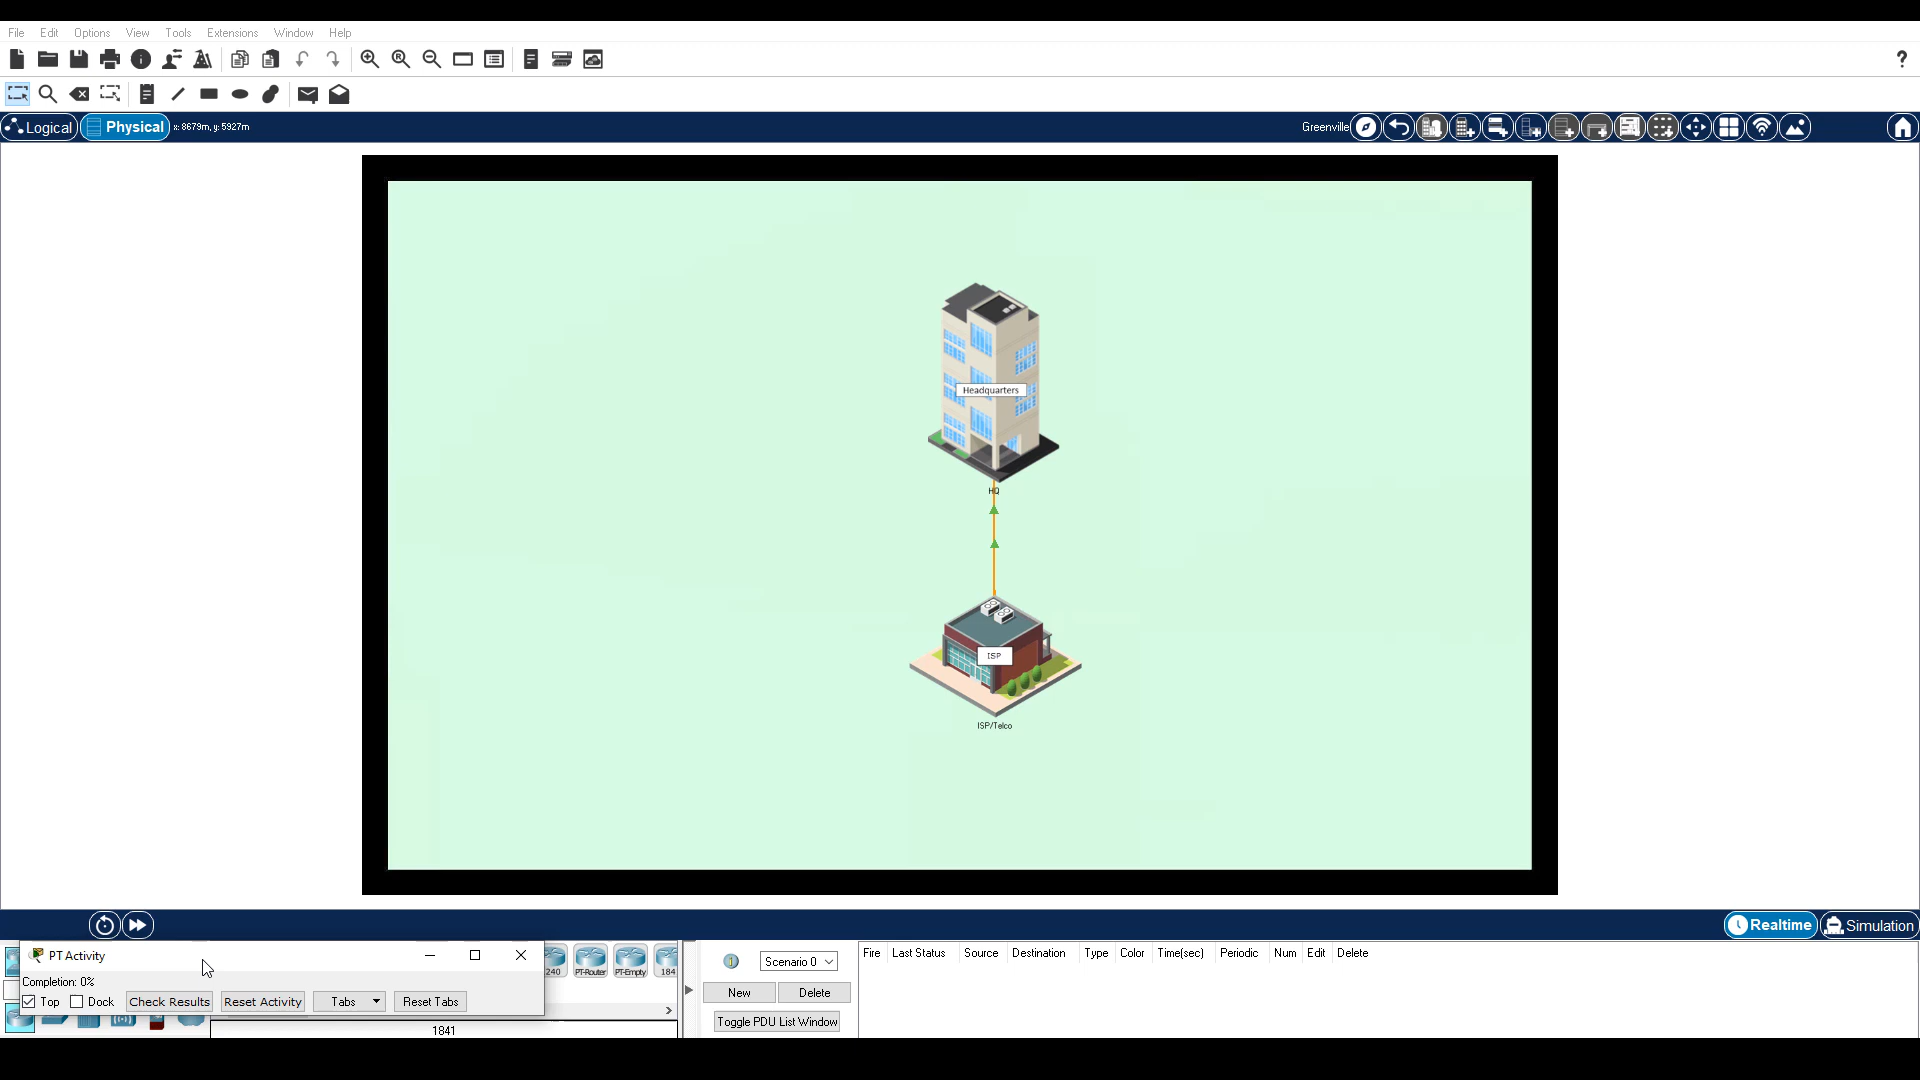 File Edit Options View Tools Extensions Window Help
Logical Physical x: 8679m, y: 5927m Greenville
Headquarters
HQ
ISP
ISP/Telco
Realtime Simulation
PT Activity
Completion: 0%
Top Dock Check Results Reset Activity Tabs Reset Tabs
240 PT-Router PT-Empty 184
1841
Scenario 0
New Delete
Toggle PDU List Window
Fire Last Status Source Destination Type Color Time(sec) Periodic Num Edit Delete